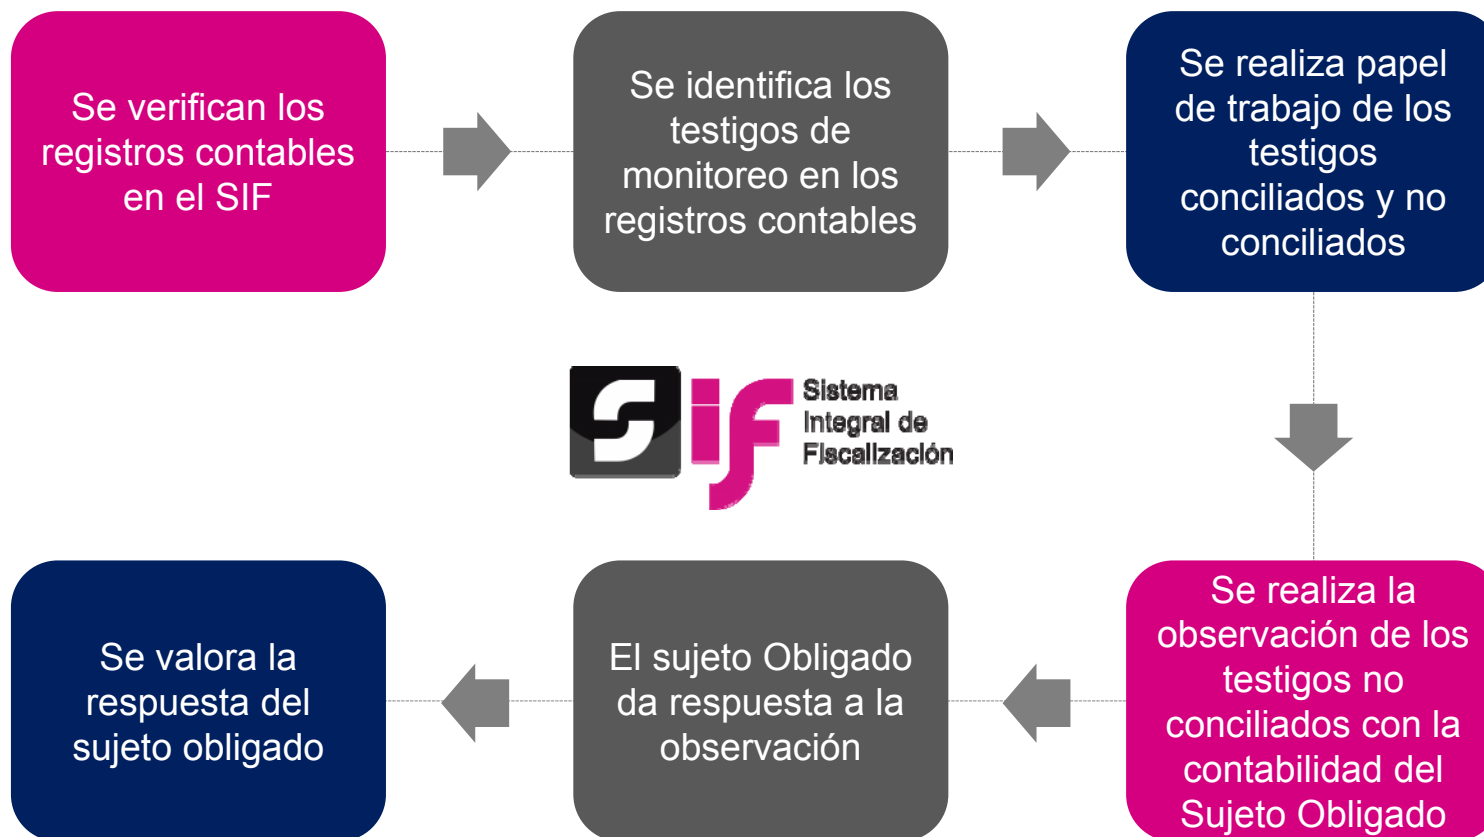 Se verifican los
registros contables
en el SIF
Se identifica los
testigos de
monitoreo en los
registros contables
Se realiza papel
de trabajo de los
testigos
conciliados y no
conciliados
Sif
Sistema
Integral de
Fiscalización
Se realiza la
observación de los
testigos no
conciliados con la
contabilidad del
Sujeto Obligado
El sujeto Obligado
da respuesta a la
observación
Se valora la
respuesta del
sujeto obligado